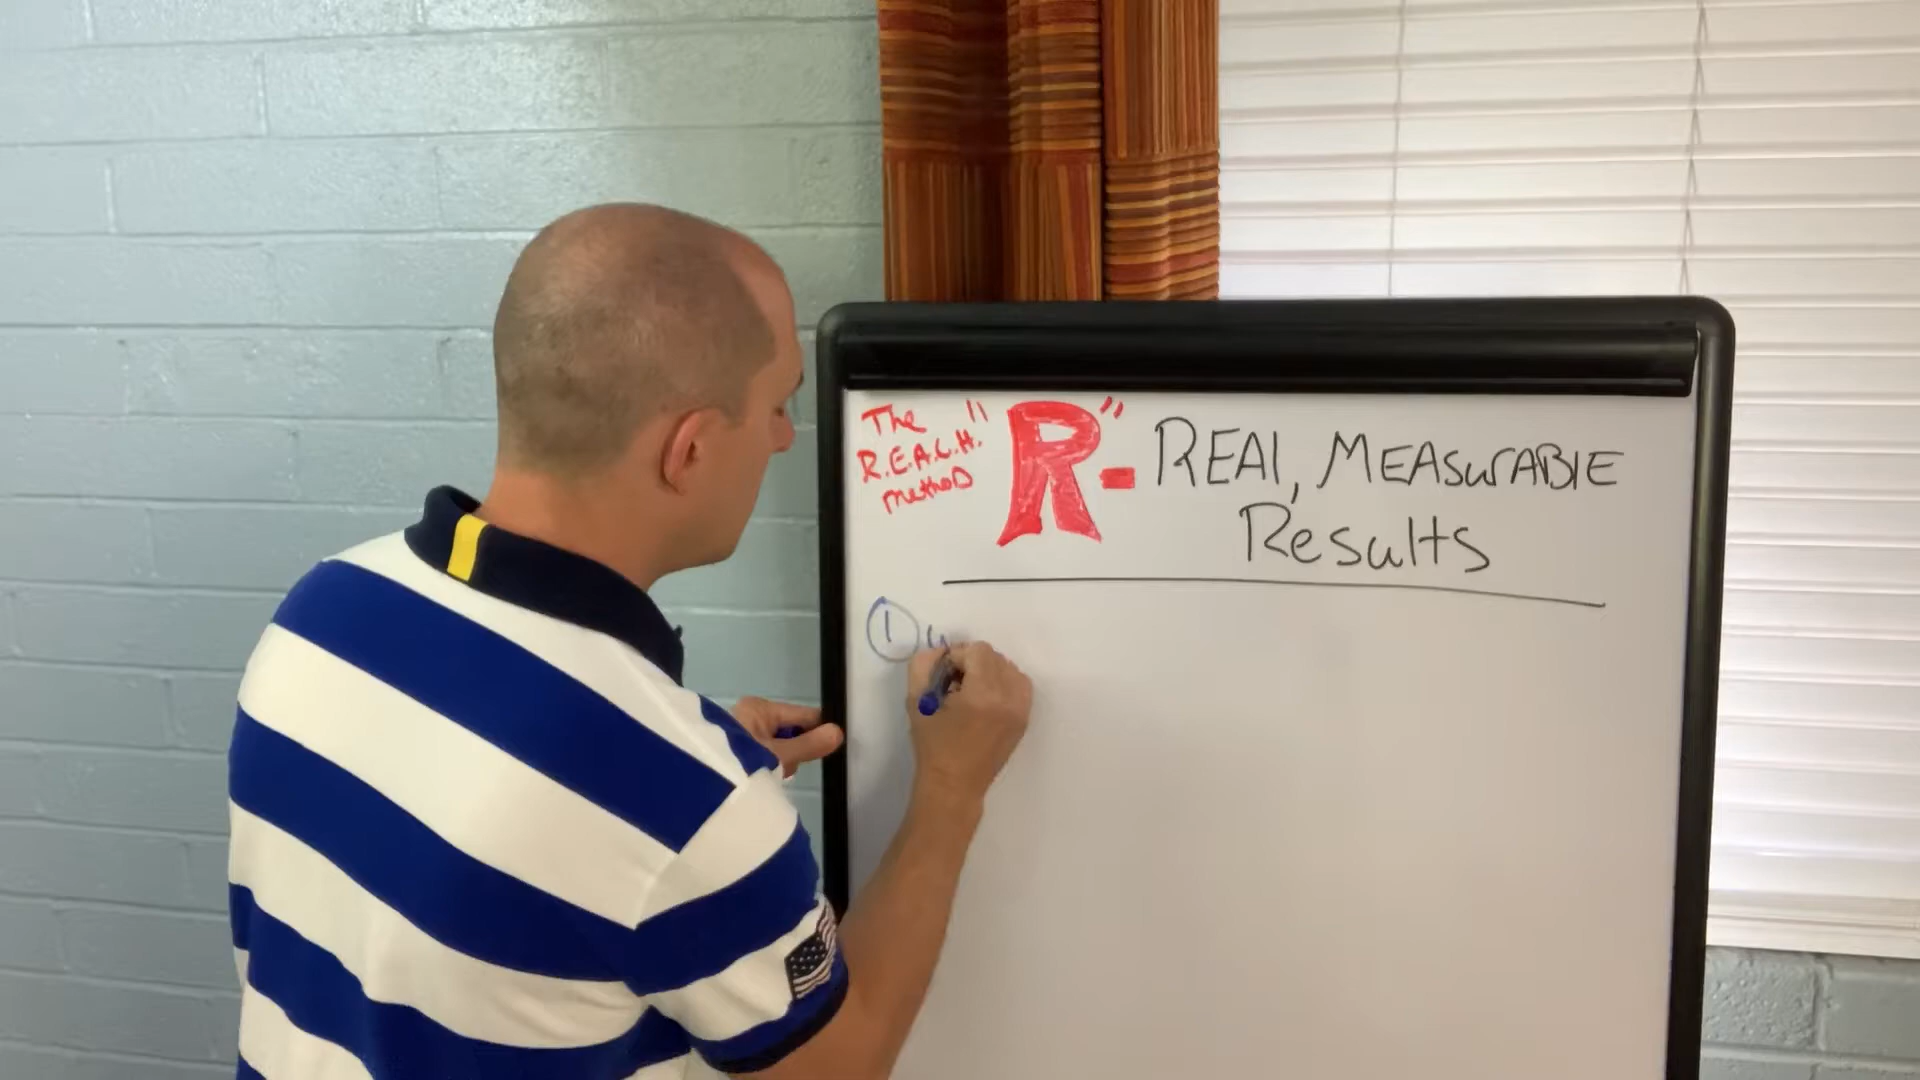 The
R.E.A.C.H.
methoD
"R" - REAl, MEASurABlE
Results
1